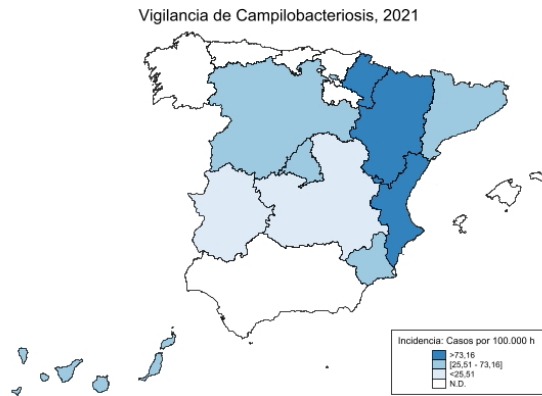 Vigilancia de Campilobacteriosis, 2021
Incidencia: Casos por 100.000 h
>73,16
[25,51 - 73,16]
<25,51
N.D.